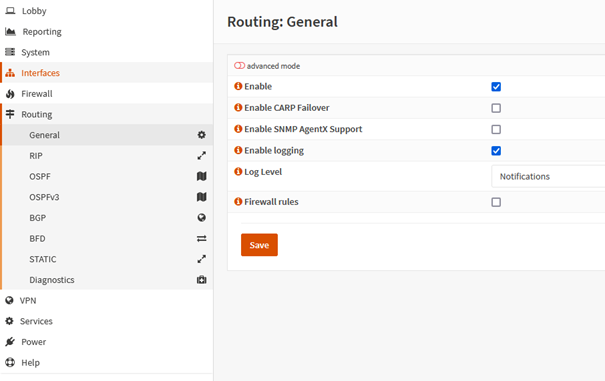 Lobby
Reporting
System
Interfaces
Firewall
Routing
General
RIP
OSPF
OSPFv3
BGP
BFD
STATIC
Diagnostics
VPN
Services
Power
Help
Routing: General
advanced mode
Enable
Enable CARP Failover
Enable SNMP AgentX Support
Enable logging
Log Level
Notifications
Firewall rules
Save